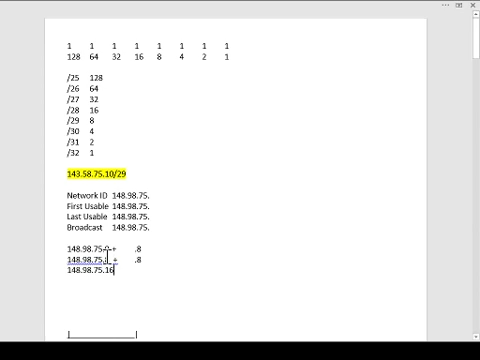 1 1 1 1 1 1 1 1
128 64 32 16 8 4 2 1
/25 128
/26 64
/27 32
/28 16
/29 8
/30 4
/31 2
/32 1
143.58.75.10/29
Network ID 148.98.75.
First Usable 148.98.75.
Last Usable 148.98.75.
Broadcast 148.98.75.
148.98.75.0 + .8
148.98.75. + .8
148.98.75.16